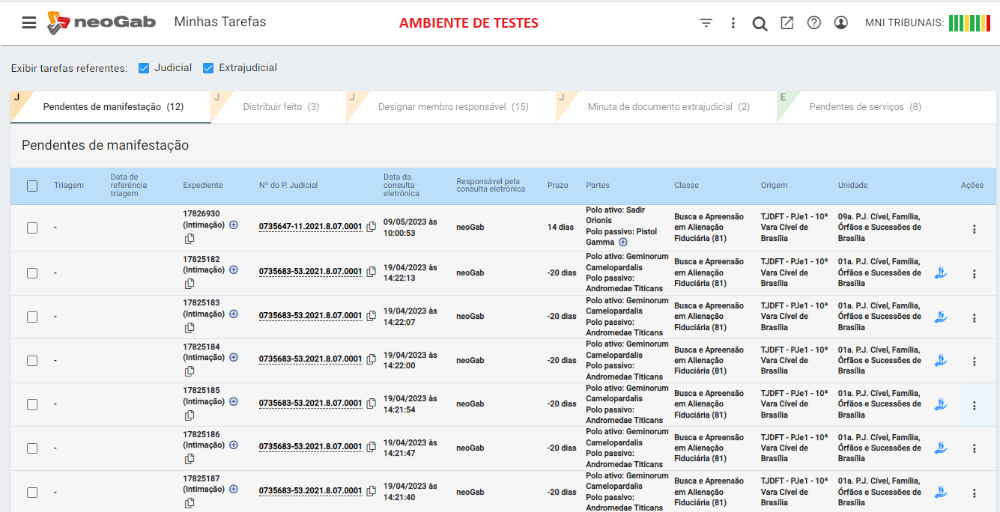 neoGab Minhas Tarefas AMBIENTE DE TESTES MNI TRIBUNAIS:
Exibir tarefas referentes: Judicial Extrajudicial
J Pendentes de manifestação (12) J Distribuir feito (3) J Designar membro responsável (15) J Minuta de documento extrajudicial (2) E Pendentes de serviços (8)
Pendentes de manifestação
Triagem
Data de
referência
triagem
Expediente
Nº do P. Judicial
Data da
consulta
eletrônica
Responsável pela
consulta eletrônica
Prazo
Partes
Classe
Origem
Unidade
Ações
-
17826930
(Intimação)
0735647-11.2021.8.07.0001
09/05/2023 às
10:00:53
neoGab
14 dias
Polo ativo: Sadir
Orionis
Polo passivo: Pistol
Gamma
Busca e Apreensão
em Alienação
Fiduciária (81)
TJDFT - PJe1 - 10ª
Vara Cível de
Brasília
09a. P.J. Cível, Família,
Órfãos e Sucessões de
Brasília
-
17825182
(Intimação)
0735683-53.2021.8.07.0001
19/04/2023 às
14:22:13
neoGab
-20 dias
Polo ativo: Geminorum
Camelopardalis
Polo passivo:
Andromedae Titicans
Busca e Apreensão
em Alienação
Fiduciária (81)
TJDFT - PJe1 - 10ª
Vara Cível de
Brasília
01a. P.J. Cível, Família,
Órfãos e Sucessões de
Brasília
-
17825183
(Intimação)
0735683-53.2021.8.07.0001
19/04/2023 às
14:22:07
neoGab
-20 dias
Polo ativo: Geminorum
Camelopardalis
Polo passivo:
Andromedae Titicans
Busca e Apreensão
em Alienação
Fiduciária (81)
TJDFT - PJe1 - 10ª
Vara Cível de
Brasília
01a. P.J. Cível, Família,
Órfãos e Sucessões de
Brasília
-
17825184
(Intimação)
0735683-53.2021.8.07.0001
19/04/2023 às
14:22:00
neoGab
-20 dias
Polo ativo: Geminorum
Camelopardalis
Polo passivo:
Andromedae Titicans
Busca e Apreensão
em Alienação
Fiduciária (81)
TJDFT - PJe1 - 10ª
Vara Cível de
Brasília
01a. P.J. Cível, Família,
Órfãos e Sucessões de
Brasília
-
17825185
(Intimação)
0735683-53.2021.8.07.0001
19/04/2023 às
14:21:54
neoGab
-20 dias
Polo ativo: Geminorum
Camelopardalis
Polo passivo:
Andromedae Titicans
Busca e Apreensão
em Alienação
Fiduciária (81)
TJDFT - PJe1 - 10ª
Vara Cível de
Brasília
01a. P.J. Cível, Família,
Órfãos e Sucessões de
Brasília
-
17825186
(Intimação)
0735683-53.2021.8.07.0001
19/04/2023 às
14:21:47
neoGab
-20 dias
Polo ativo: Geminorum
Camelopardalis
Polo passivo:
Andromedae Titicans
Busca e Apreensão
em Alienação
Fiduciária (81)
TJDFT - PJe1 - 10ª
Vara Cível de
Brasília
01a. P.J. Cível, Família,
Órfãos e Sucessões de
Brasília
-
17825187
(Intimação)
0735683-53.2021.8.07.0001
19/04/2023 às
14:21:40
neoGab
-20 dias
Polo ativo: Geminorum
Camelopardalis
Polo passivo:
Andromedae Titicans
Busca e Apreensão
em Alienação
Fiduciária (81)
TJDFT - PJe1 - 10ª
Vara Cível de
Brasília
01a. P.J. Cível, Família,
Órfãos e Sucessões de
Brasília